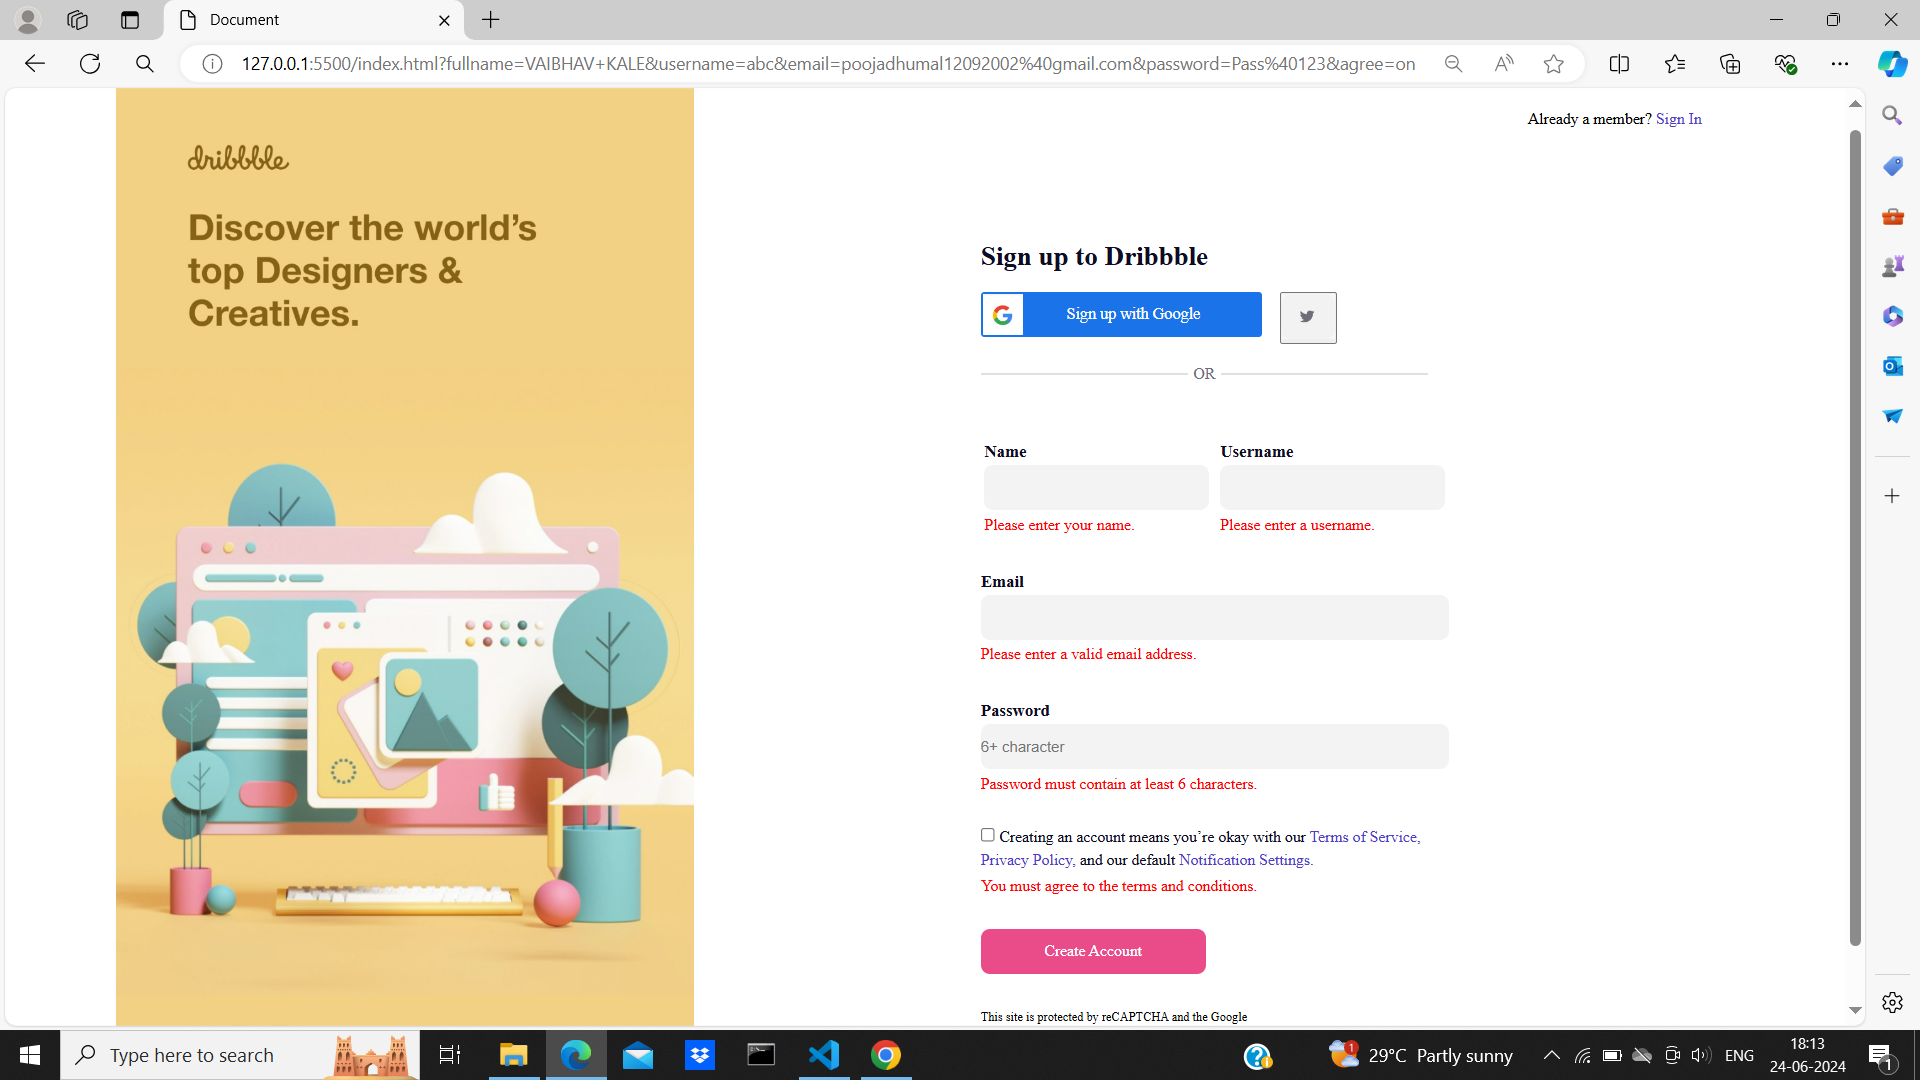 Document
127.0.0.1:5500/index.html?fullname=VAIBHAV+KALE&username=abc&email=poojadhumal12092002%40gmail.com&password=Pass%40123&agree=on
Already a member? Sign In
dribbble
Discover the world’s
top Designers &
Creatives.
Sign up to Dribbble
Sign up with Google
OR
Name
Username
Please enter your name.
Please enter a username.
Email
Please enter a valid email address.
Password
6+ character
Password must contain at least 6 characters.
Creating an account means you’re okay with our Terms of Service,
Privacy Policy, and our default Notification Settings.
You must agree to the terms and conditions.
Create Account
This site is protected by reCAPTCHA and the Google
Type here to search
1
29°C Partly sunny
ENG
18:13
24-06-2024
1